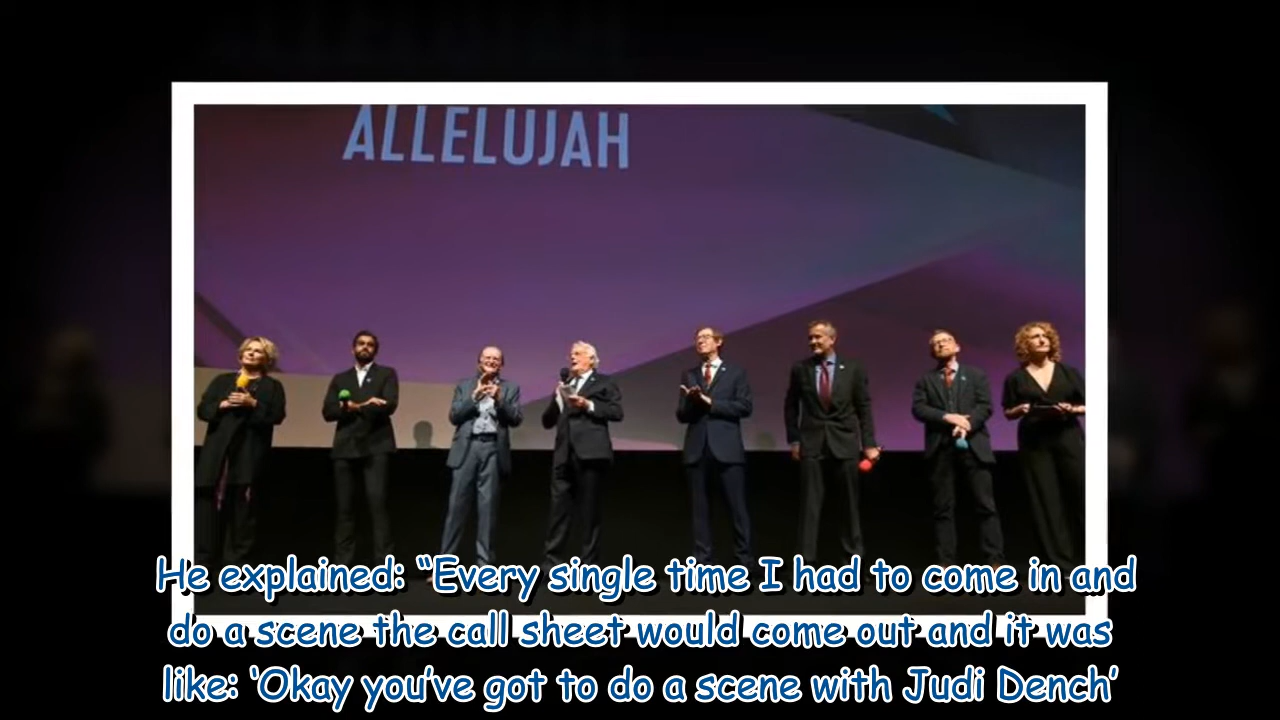 ALLELUJAH
He explained: “Every single time I had to come in and
do a scene the call sheet would come out and it was
like: ‘Okay you’ve got to do a scene with Judi Dench’